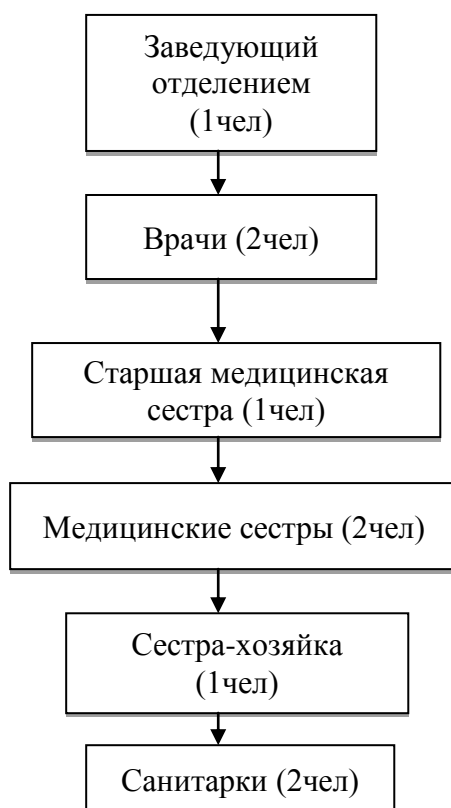 Заведующий
отделением
(1чел)
Врачи (2чел)
Старшая медицинская
сестра (1чел)
Медицинские сестры (2чел)
Сестра-хозяйка
(1чел)
Санитарки (2чел)